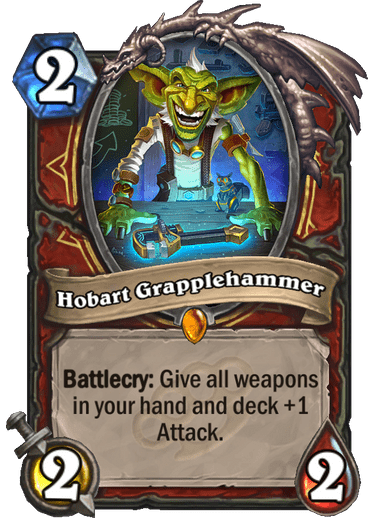 2
Hobart Grapplehammer
Battlecry: Give all weapons
in your hand and deck +1
Attack.
2
2